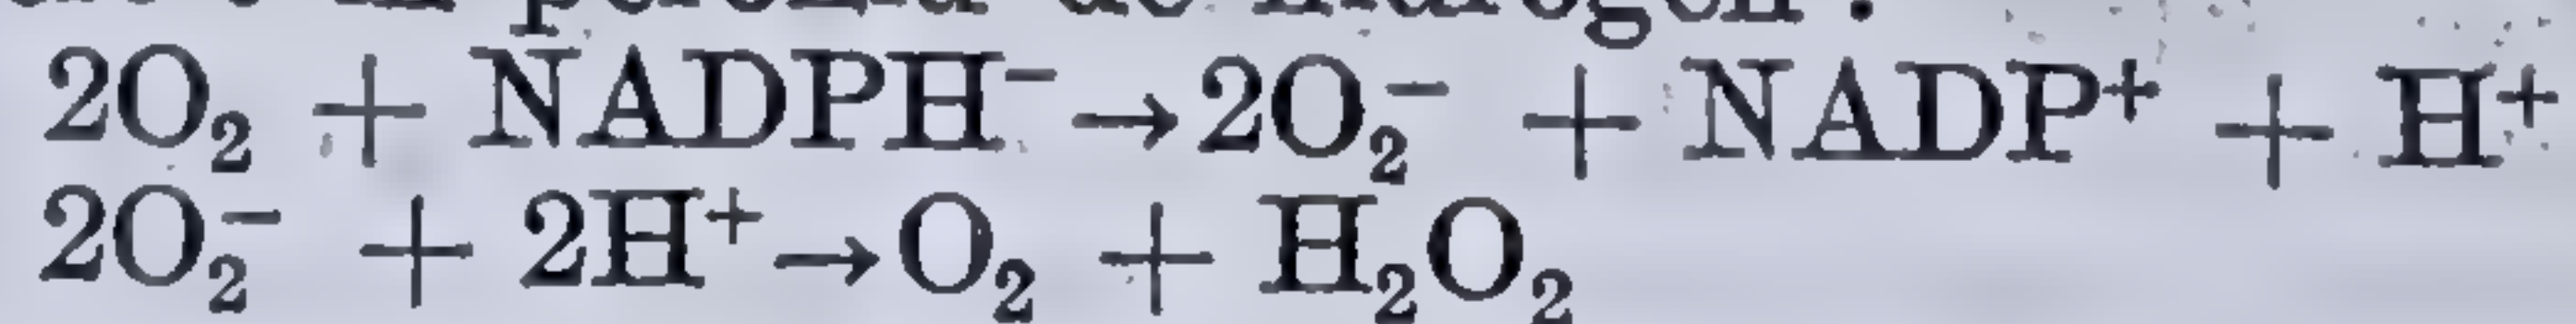 2O₂ + NADPH⁻ → 2O₂⁻ + NADP⁺ + H⁺
2O₂⁻ + 2H⁺ → O₂ + H₂O₂